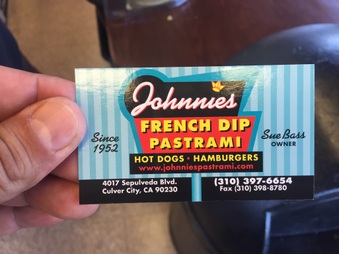 Johnnie's
FRENCH DIP
PASTRAMI
Since
1952
Sue Bass
OWNER
HOT DOGS • HAMBURGERS
www.johnniespastrami.com
4017 Sepulveda Blvd.
Culver City, CA 90230
(310) 397-6654
Fax (310) 398-8780